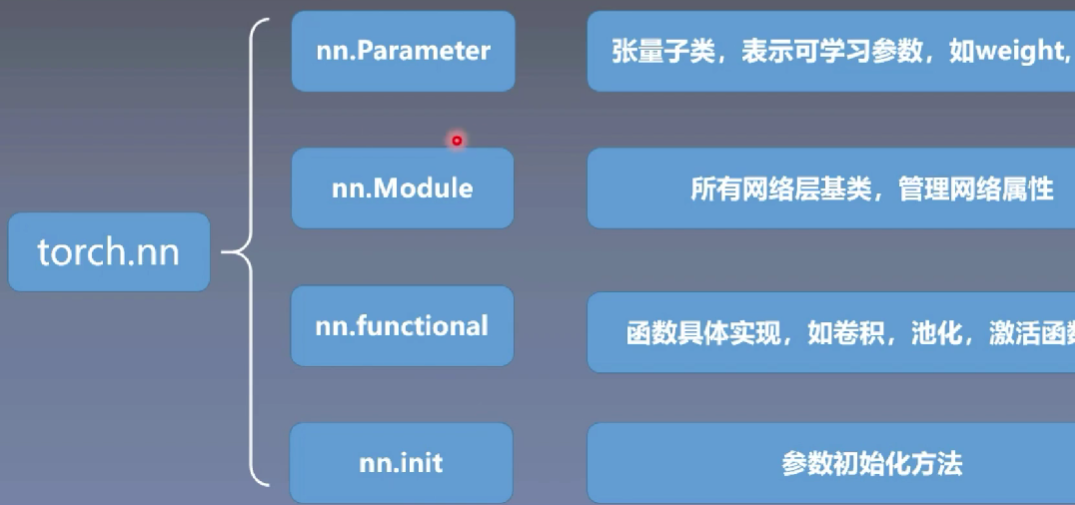 nn.Parameter
张量子类，表示可学习参数，如weight,
nn.Module
所有网络层基类，管理网络属性
torch.nn
nn.functional
函数具体实现，如卷积，池化，激活函
nn.init
参数初始化方法